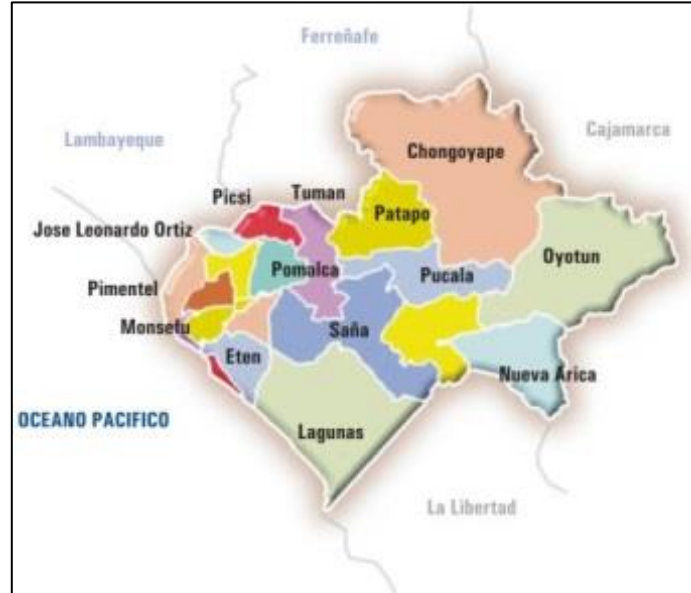 Ferreñafe
Cajamarca
Lambayeque
Chongoyape
Picsi
Tuman
Patapo
Jose Leonardo Ortiz
Oyotun
Pomalca
Pucala
Pimentel
Monsefu
Saña
Eten
Nueva Arica
OCEANO PACIFICO
Lagunas
La Libertad